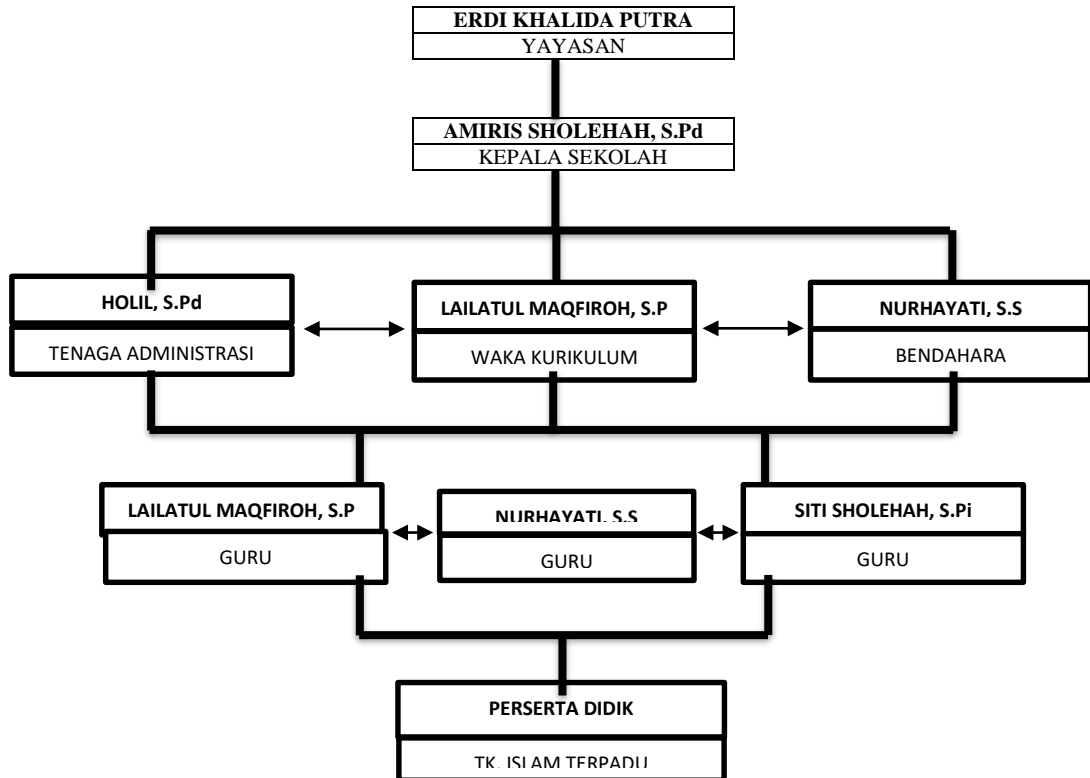 ERDI KHALIDA PUTRA
YAYASAN
AMIRIS SHOLEHAH, S.Pd
KEPALA SEKOLAH
HOLIL, S.Pd
TENAGA ADMINISTRASI
LAILATUL MAQFIROH, S.P
WAKA KURIKULUM
NURHAYATI, S.S
BENDAHARA
LAILATUL MAQFIROH, S.P
GURU
NURHAYATI, S.S
GURU
SITI SHOLEHAH, S.Pi
GURU
PERSERTA DIDIK
TK. ISLAM TERPADU